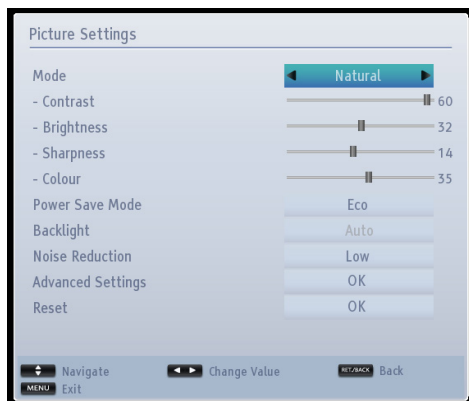 Picture Settings
Mode Natural
- Contrast 60
- Brightness 32
- Sharpness 14
- Colour 35
Power Save Mode Eco
Backlight Auto
Noise Reduction Low
Advanced Settings OK
Reset OK
Navigate Change Value RET./BACK Back
MENU Exit